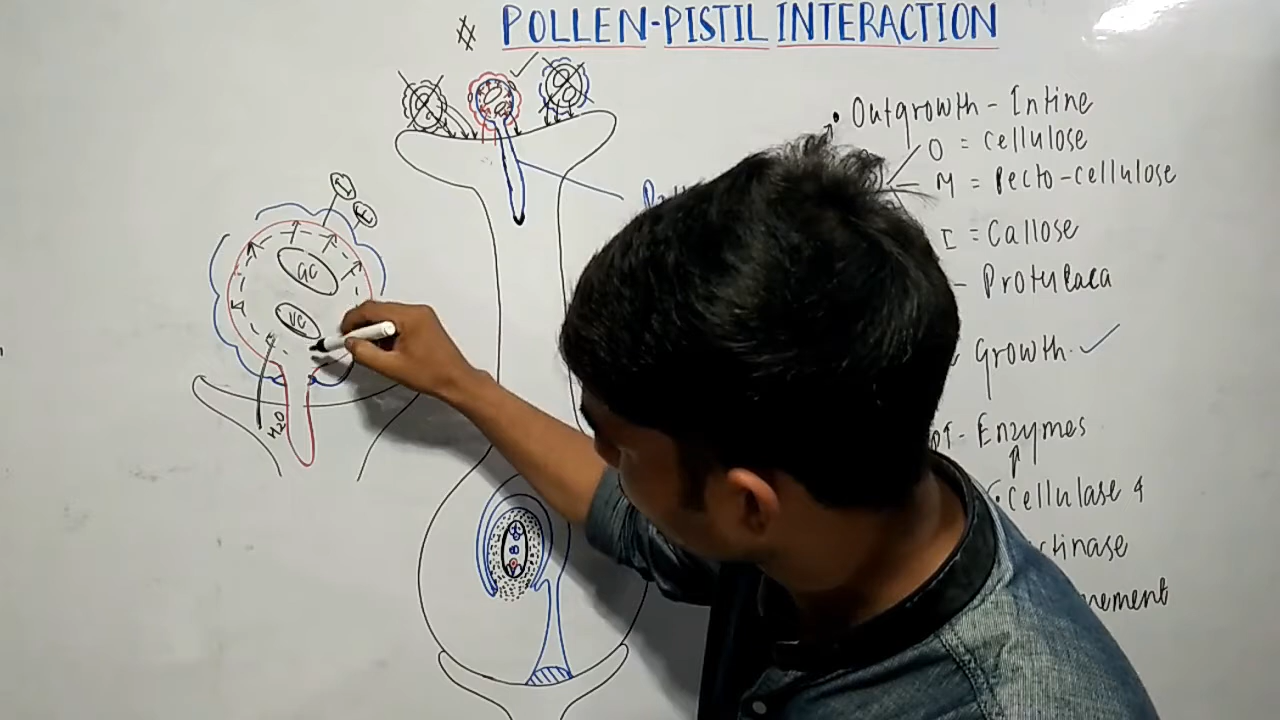 # POLLEN-PISTIL INTERACTION
• Outgrowth - Intine
O = cellulose
M = Pecto-cellulose
I = Callose
- Protulaca
Growth. ✓
I
E
GC
VC
H2O
- Enzymes
↑
• Cellulase &